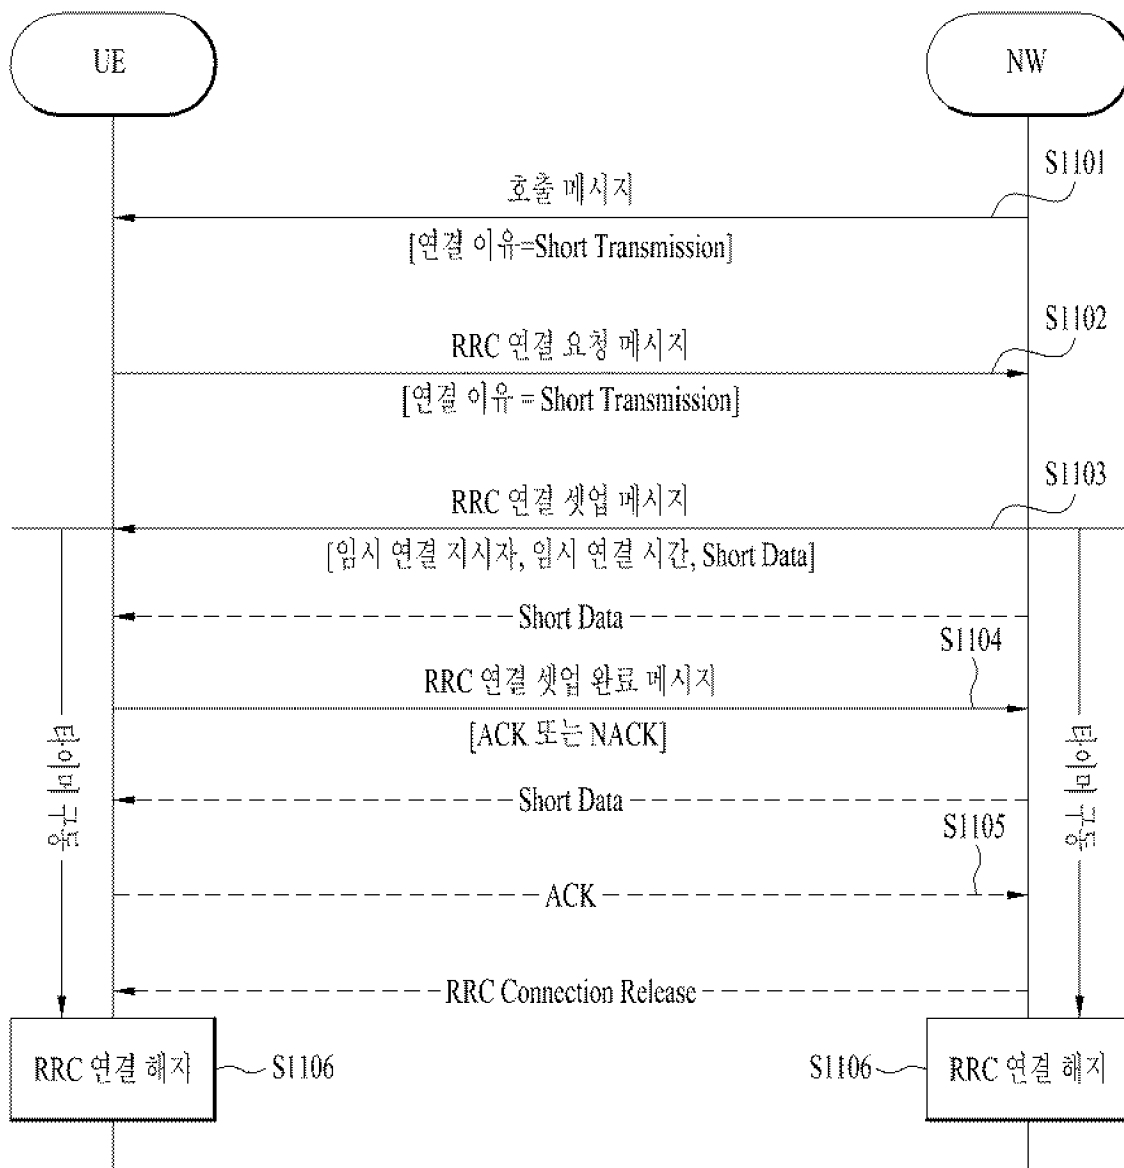 UE
NW
S1101
호출 메시지
[연결 이유=Short Transmission]
S1102
RRC 연결 요청 메시지
[연결 이유 = Short Transmission]
S1103
RRC 연결 셋업 메시지
[임시 연결 지시자, 임시 연결 시간, Short Data]
Short Data
S1104
RRC 연결 셋업 완료 메시지
[ACK 또는 NACK]
타이머 구동
타이머 구동
Short Data
S1105
ACK
RRC Connection Release
RRC 연결 해지
S1106
S1106
RRC 연결 해지